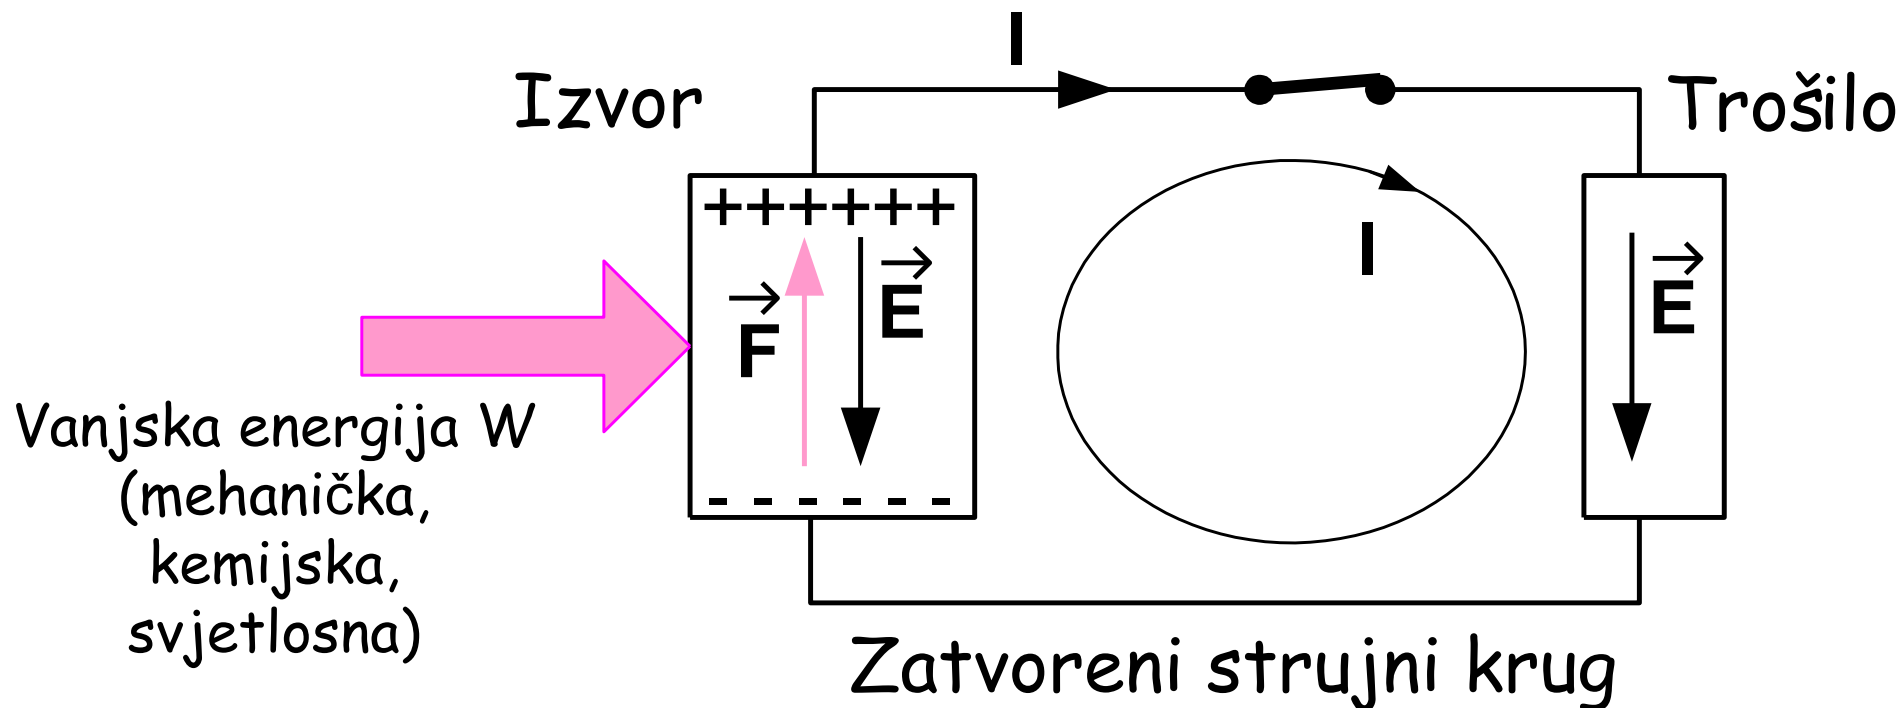 I
Izvor
Trošilo
++++++
F
E
I
E
Vanjska energija W
(mehanička,
kemijska,
svjetlosna)
- - - - - -
Zatvoreni strujni krug